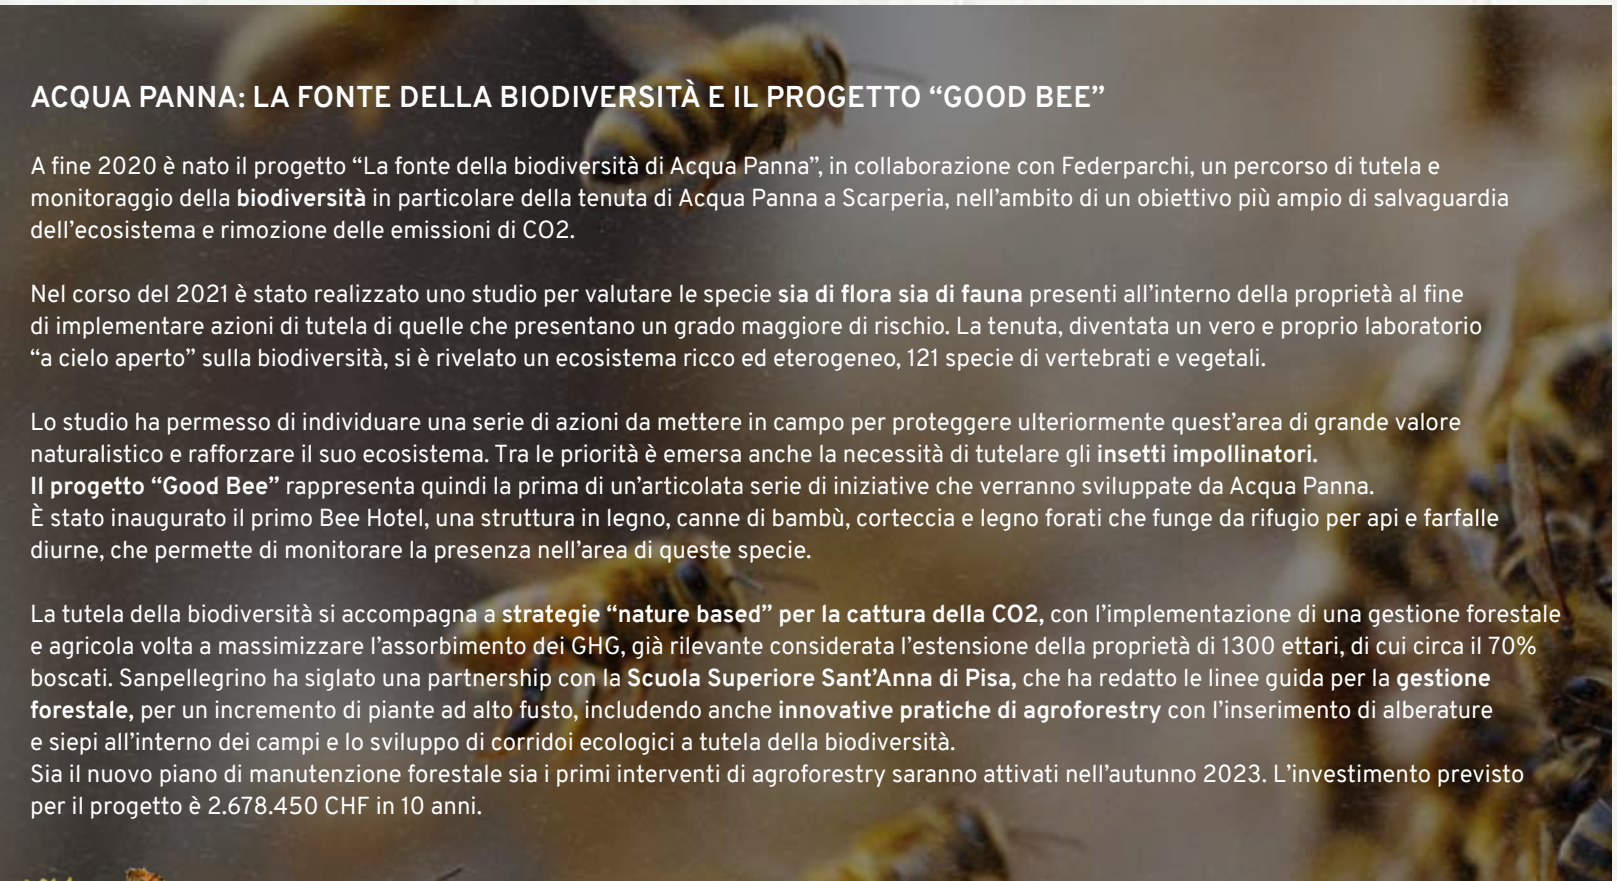 ACQUA PANNA: LA FONTE DELLA BIODIVERSITÀ E IL PROGETTO “GOOD BEE”
A fine 2020 è nato il progetto “La fonte della biodiversità di Acqua Panna”, in collaborazione con Federparchi, un percorso di tutela e
monitoraggio della biodiversità in particolare della tenuta di Acqua Panna a Scarperia, nell’ambito di un obiettivo più ampio di salvaguardia
dell’ecosistema e rimozione delle emissioni di CO2.
Nel corso del 2021 è stato realizzato uno studio per valutare le specie sia di flora sia di fauna presenti all’interno della proprietà al fine
di implementare azioni di tutela di quelle che presentano un grado maggiore di rischio. La tenuta, diventata un vero e proprio laboratorio
“a cielo aperto” sulla biodiversità, si è rivelato un ecosistema ricco ed eterogeneo, 121 specie di vertebrati e vegetali.
Lo studio ha permesso di individuare una serie di azioni da mettere in campo per proteggere ulteriormente quest’area di grande valore
naturalistico e rafforzare il suo ecosistema. Tra le priorità è emersa anche la necessità di tutelare gli insetti impollinatori.
Il progetto “Good Bee” rappresenta quindi la prima di un’articolata serie di iniziative che verranno sviluppate da Acqua Panna.
È stato inaugurato il primo Bee Hotel, una struttura in legno, canne di bambù, corteccia e legno forati che funge da rifugio per api e farfalle
diurne, che permette di monitorare la presenza nell’area di queste specie.
La tutela della biodiversità si accompagna a strategie “nature based” per la cattura della CO2, con l’implementazione di una gestione forestale
e agricola volta a massimizzare l’assorbimento dei GHG, già rilevante considerata l’estensione della proprietà di 1300 ettari, di cui circa il 70%
boscati. Sanpellegrino ha siglato una partnership con la Scuola Superiore Sant’Anna di Pisa, che ha redatto le linee guida per la gestione
forestale, per un incremento di piante ad alto fusto, includendo anche innovative pratiche di agroforestry con l’inserimento di alberature
e siepi all’interno dei campi e lo sviluppo di corridoi ecologici a tutela della biodiversità.
Sia il nuovo piano di manutenzione forestale sia i primi interventi di agroforestry saranno attivati nell’autunno 2023. L’investimento previsto
per il progetto è 2.678.450 CHF in 10 anni.